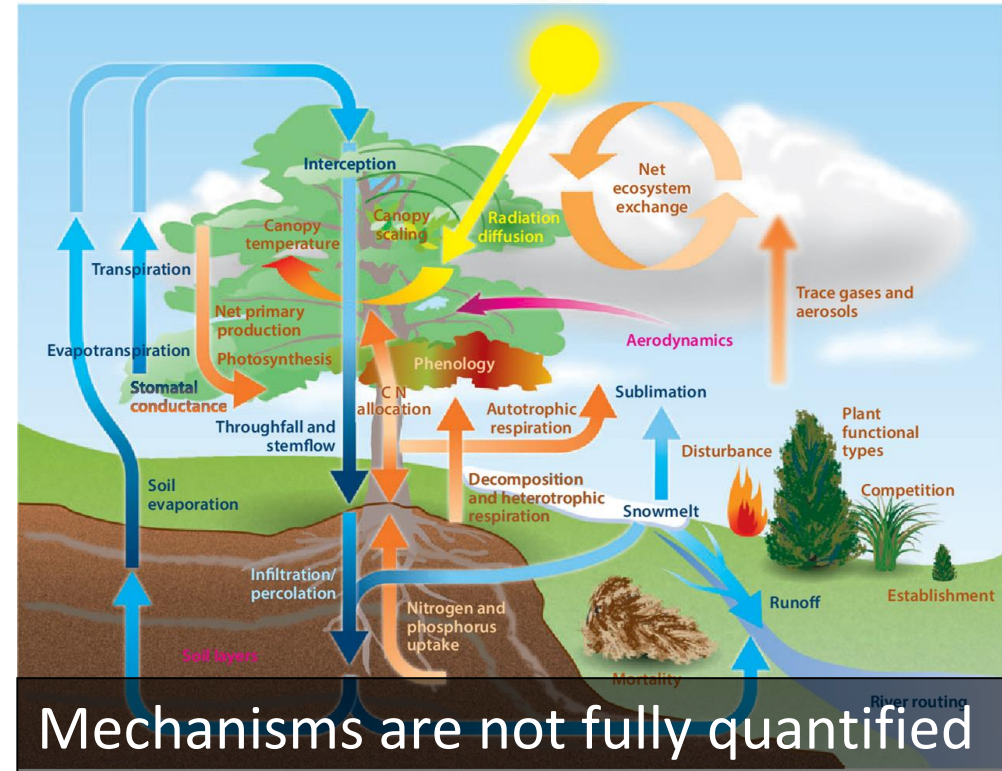 Interception
Canopy
scaling
Radiation
diffusion
Net
ecosystem
exchange
Canopy
temperature
Transpiration
Trace gases and
aerosols
Net primary
production
Aerodynamics
Evapotranspiration
Photosynthesis
Phenology
Stomatal
conductance
C N
allocation
Autotrophic
respiration
Sublimation
Throughfall and
stemflow
Plant
functional
types
Disturbance
Soil
evaporation
Decomposition
and heterotrophic
respiration
Competition
Snowmelt
Infiltration/
percolation
Nitrogen and
phosphorus
uptake
Runoff
Establishment
Soil layers
Mortality
River routing
Mechanisms are not fully quantified